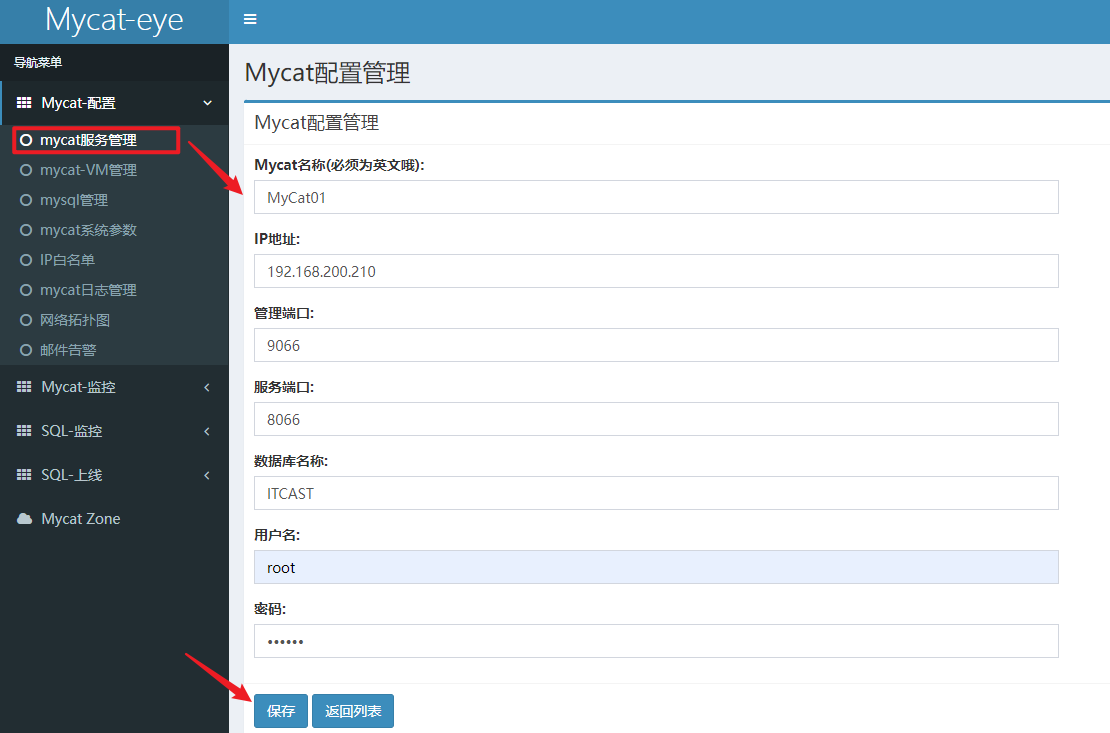 Mycat-eye
导航菜单
Mycat-配置
mycat服务管理
mycat-VM管理
mysql管理
mycat系统参数
IP白名单
mycat日志管理
网络拓扑图
邮件告警
Mycat-监控
SQL-监控
SQL-上线
Mycat Zone
Mycat配置管理
Mycat配置管理
Mycat名称(必须为英文哦):
MyCat01
IP地址:
192.168.200.210
管理端口:
9066
服务端口:
8066
数据库名称:
ITCAST
用户名:
root
密码:
••••••
保存 返回列表